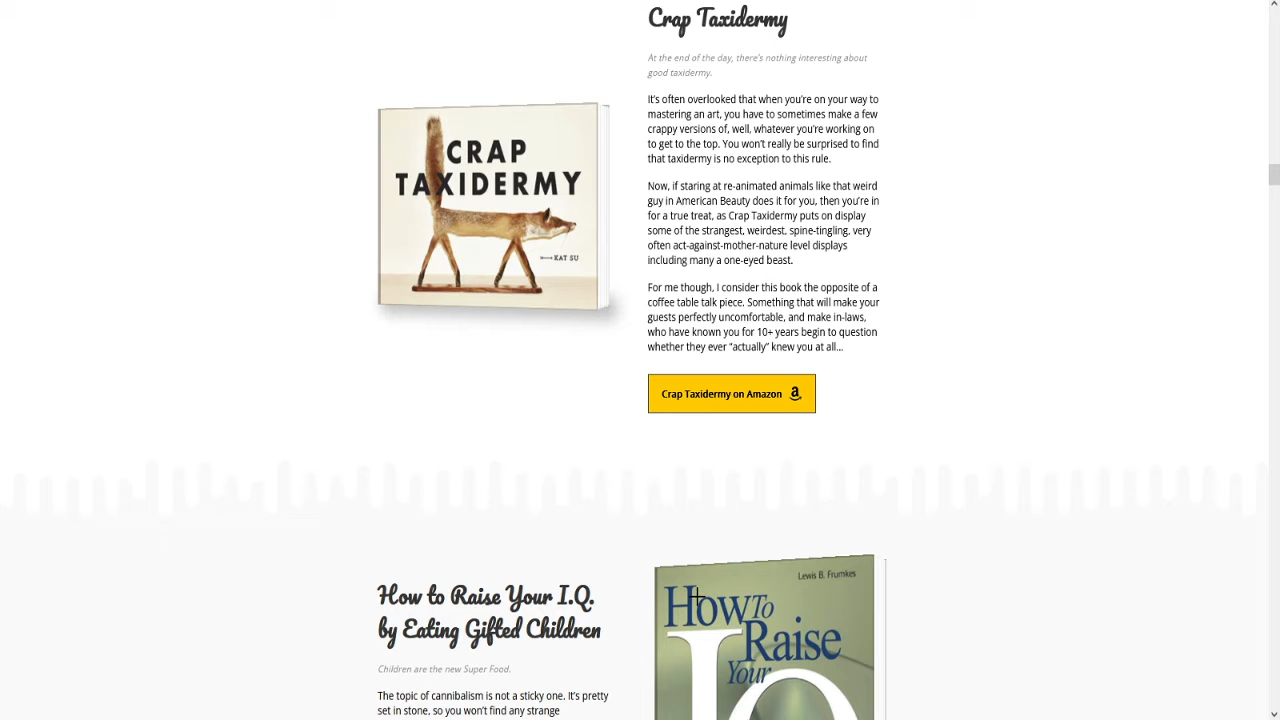 Crap Taxidermy
At the end of the day, there's nothing interesting about
good taxidermy.
CRAP
TAXIDERMY
KAT SU
It's often overlooked that when you're on your way to
mastering an art, you have to sometimes make a few
crappy versions of, well, whatever you're working on
to get to the top. You won't really be surprised to find
that taxidermy is no exception to this rule.
Now, if staring at re-animated animals like that weird
guy in American Beauty does it for you, then you're in
for a true treat, as Crap Taxidermy puts on display
some of the strangest, weirdest, spine-tingling, very
often act-against-mother-nature level displays
including many a one-eyed beast.
For me though, I consider this book the opposite of a
coffee table talk piece. Something that will make your
guests perfectly uncomfortable, and make in-laws,
who have known you for 10+ years begin to question
whether they ever “actually” knew you at all...
Crap Taxidermy on Amazon
How to Raise Your I.Q.
by Eating Gifted Children
Children are the new Super Food.
The topic of cannibalism is not a sticky one. It's pretty
set in stone, so you won't find any strange
Lewis B. Frumkes
How To
Raise
Your
IQ